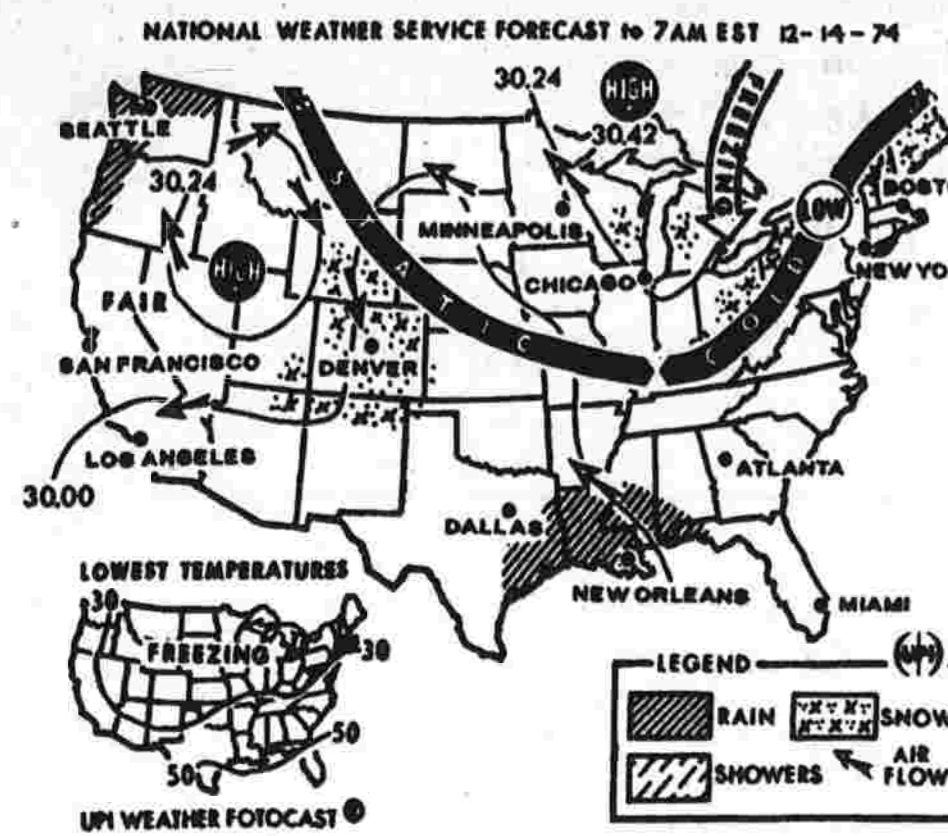 NATIONAL WEATHER SERVICE FORECAST to 7AM EST 12-14-74
30.24
HIGH
30.42
FREEZING
SEATTLE
30.24
BOST
LOW
STATIC
MINNEAPOLIS
HIGH
CHICAGO
NEW YO
COLD
FAIR
SAN FRANCISCO
DENVER
LOS ANGELES
ATLANTA
30.00
DALLAS
NEW ORLEANS
MIAMI
LOWEST TEMPERATURES
30
FREEZING
30
50
50
UPI WEATHER FOTOCAST ©
LEGEND
UPI
RAIN
SNOW
SHOWERS
AIR
FLOW